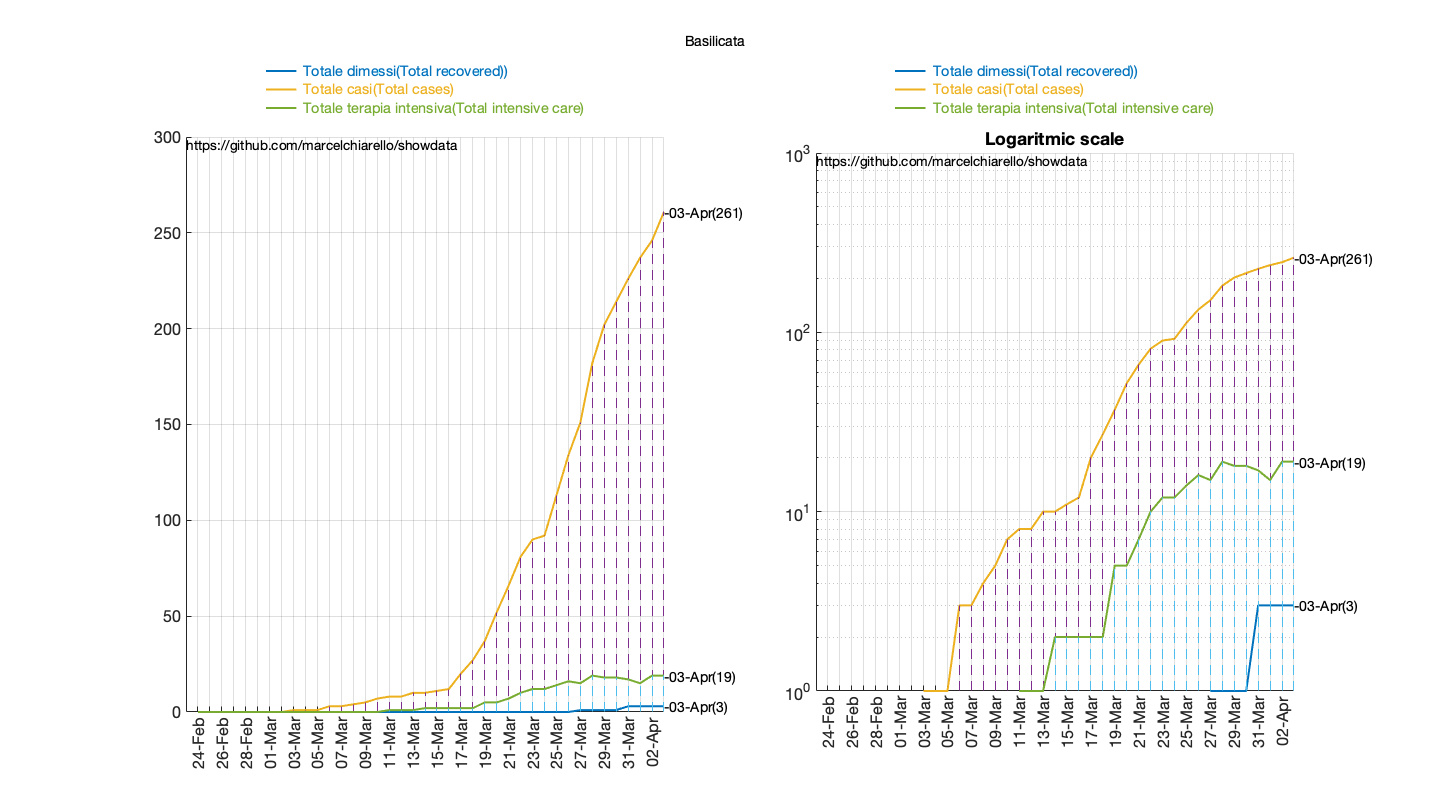 Basilicata
Totale dimessi(Total recovered))
Totale casi(Total cases)
Totale terapia intensiva(Total intensive care)
300
https://github.com/marcelchiarello/showdata
250
200
150
100
50
0
-03-Apr(261)
-03-Apr(19)
-03-Apr(3)
24-Feb
26-Feb
28-Feb
01-Mar
03-Mar
05-Mar
07-Mar
09-Mar
11-Mar
13-Mar
15-Mar
17-Mar
19-Mar
21-Mar
23-Mar
25-Mar
27-Mar
29-Mar
31-Mar
02-Apr
Totale dimessi(Total recovered))
Totale casi(Total cases)
Totale terapia intensiva(Total intensive care)
Logaritmic scale
10³
https://github.com/marcelchiarello/showdata
10²
10¹
10⁰
-03-Apr(261)
-03-Apr(19)
-03-Apr(3)
24-Feb
26-Feb
28-Feb
01-Mar
03-Mar
05-Mar
07-Mar
09-Mar
11-Mar
13-Mar
15-Mar
17-Mar
19-Mar
21-Mar
23-Mar
25-Mar
27-Mar
29-Mar
31-Mar
02-Apr